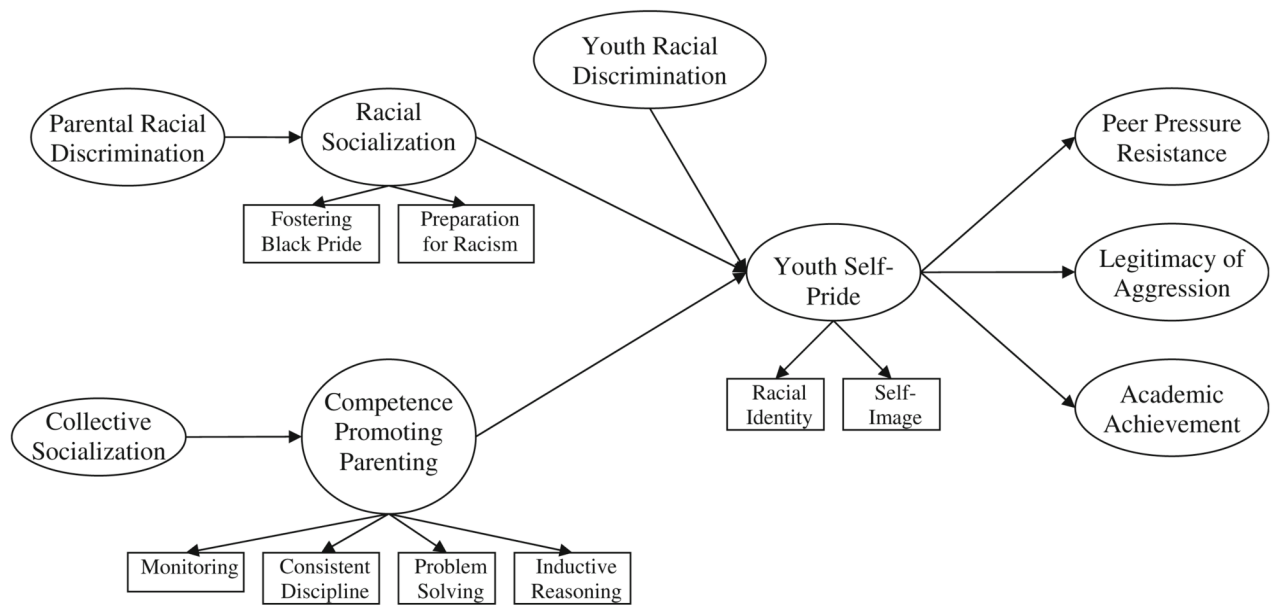 Youth Racial
Discrimination
Parental Racial
Discrimination
Racial
Socialization
Peer Pressure
Resistance
Fostering
Black Pride
Preparation
for Racism
Youth Self-
Pride
Legitimacy of
Aggression
Racial
Identity
Self-
Image
Academic
Achievement
Collective
Socialization
Competence
Promoting
Parenting
Monitoring
Consistent
Discipline
Problem
Solving
Inductive
Reasoning